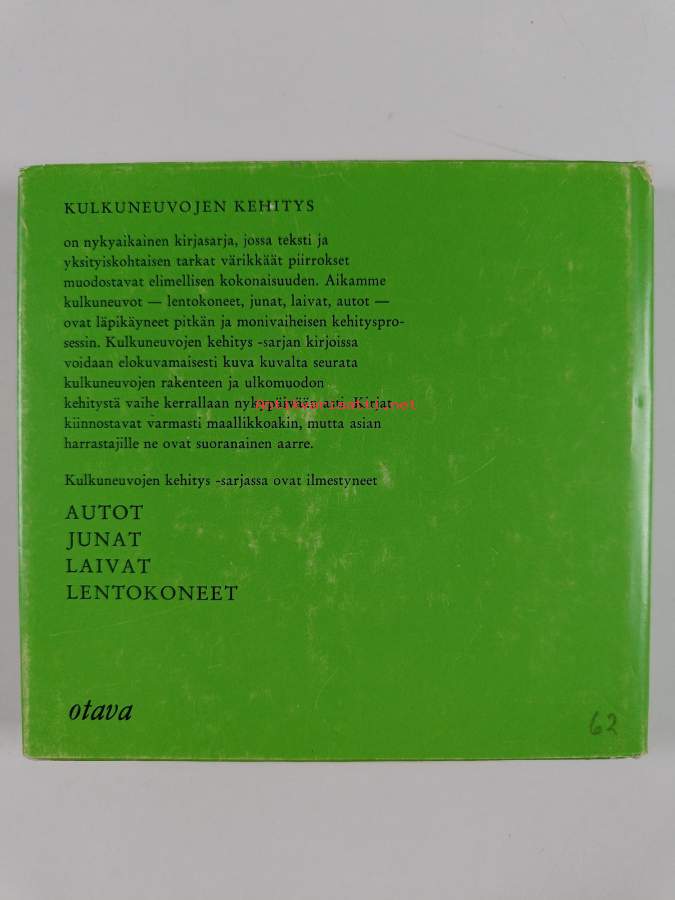 KULKUNEUVOJEN KEHITYS
on nykyaikainen kirjasarja, jossa teksti ja
yksityiskohtaisen tarkat värikkäät piirrokset
muodostavat elimellisen kokonaisuuden. Aikamme
kulkuneuvot — lentokoneet, junat, laivat, autot —
ovat läpikäyneet pitkän ja monivaiheisen kehityspro-
sessin. Kulkuneuvojen kehitys -sarjan kirjoissa
voidaan elokuvamaisesti kuva kuvalta seurata
kulkuneuvojen rakenteen ja ulkomuodon
kehitystä vaihe kerrallaan nykypäivään asti. Kirjat
kiinnostavat varmasti maallikkoakin, mutta asian
harrastajille ne ovat suoranainen aarre.
Kulkuneuvojen kehitys -sarjassa ovat ilmestyneet
AUTOT
JUNAT
LAIVAT
LENTOKONEET
otava
62